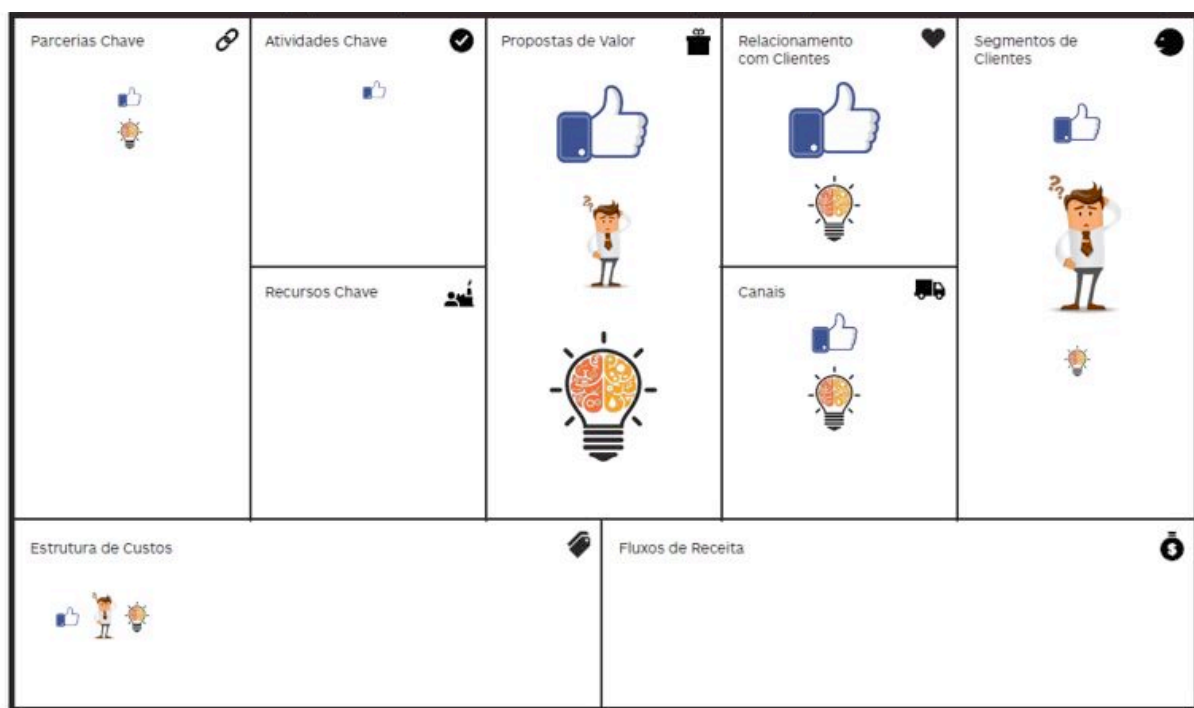 Parcerias Chave
Atividades Chave
Propostas de Valor
Relacionamento
com Clientes
Segmentos de
Clientes
??
?
Recursos Chave
Canais
Estrutura de Custos
Fluxos de Receita
$